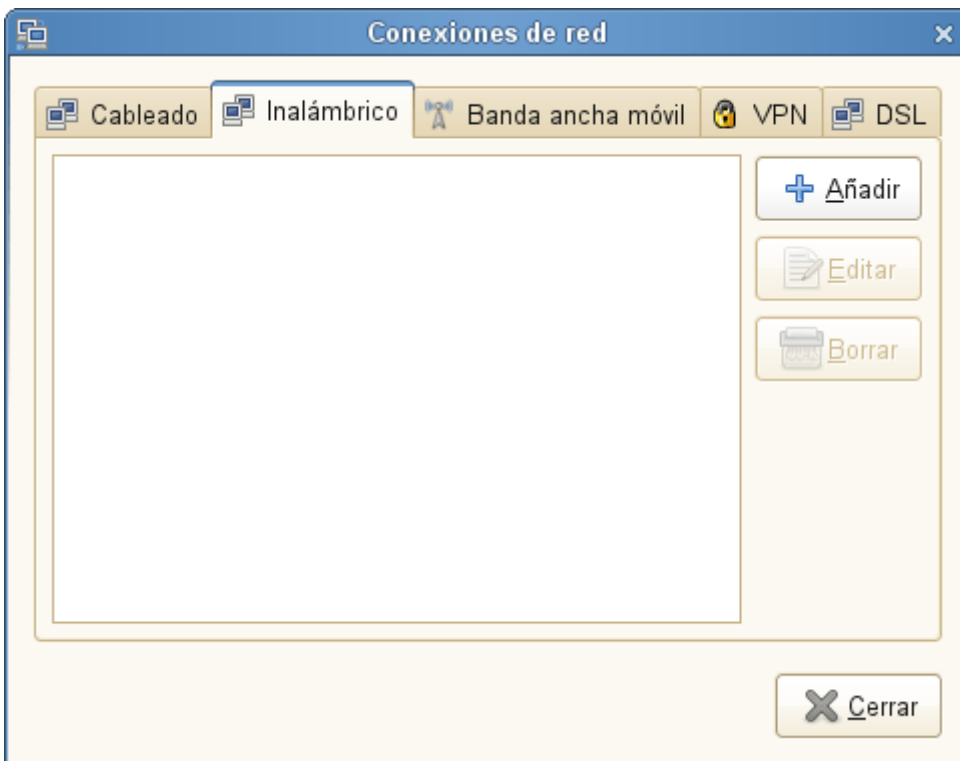 Conexiones de red
Cableado Inalámbrico Banda ancha móvil VPN DSL
Añadir
Editar
Borrar
Cerrar